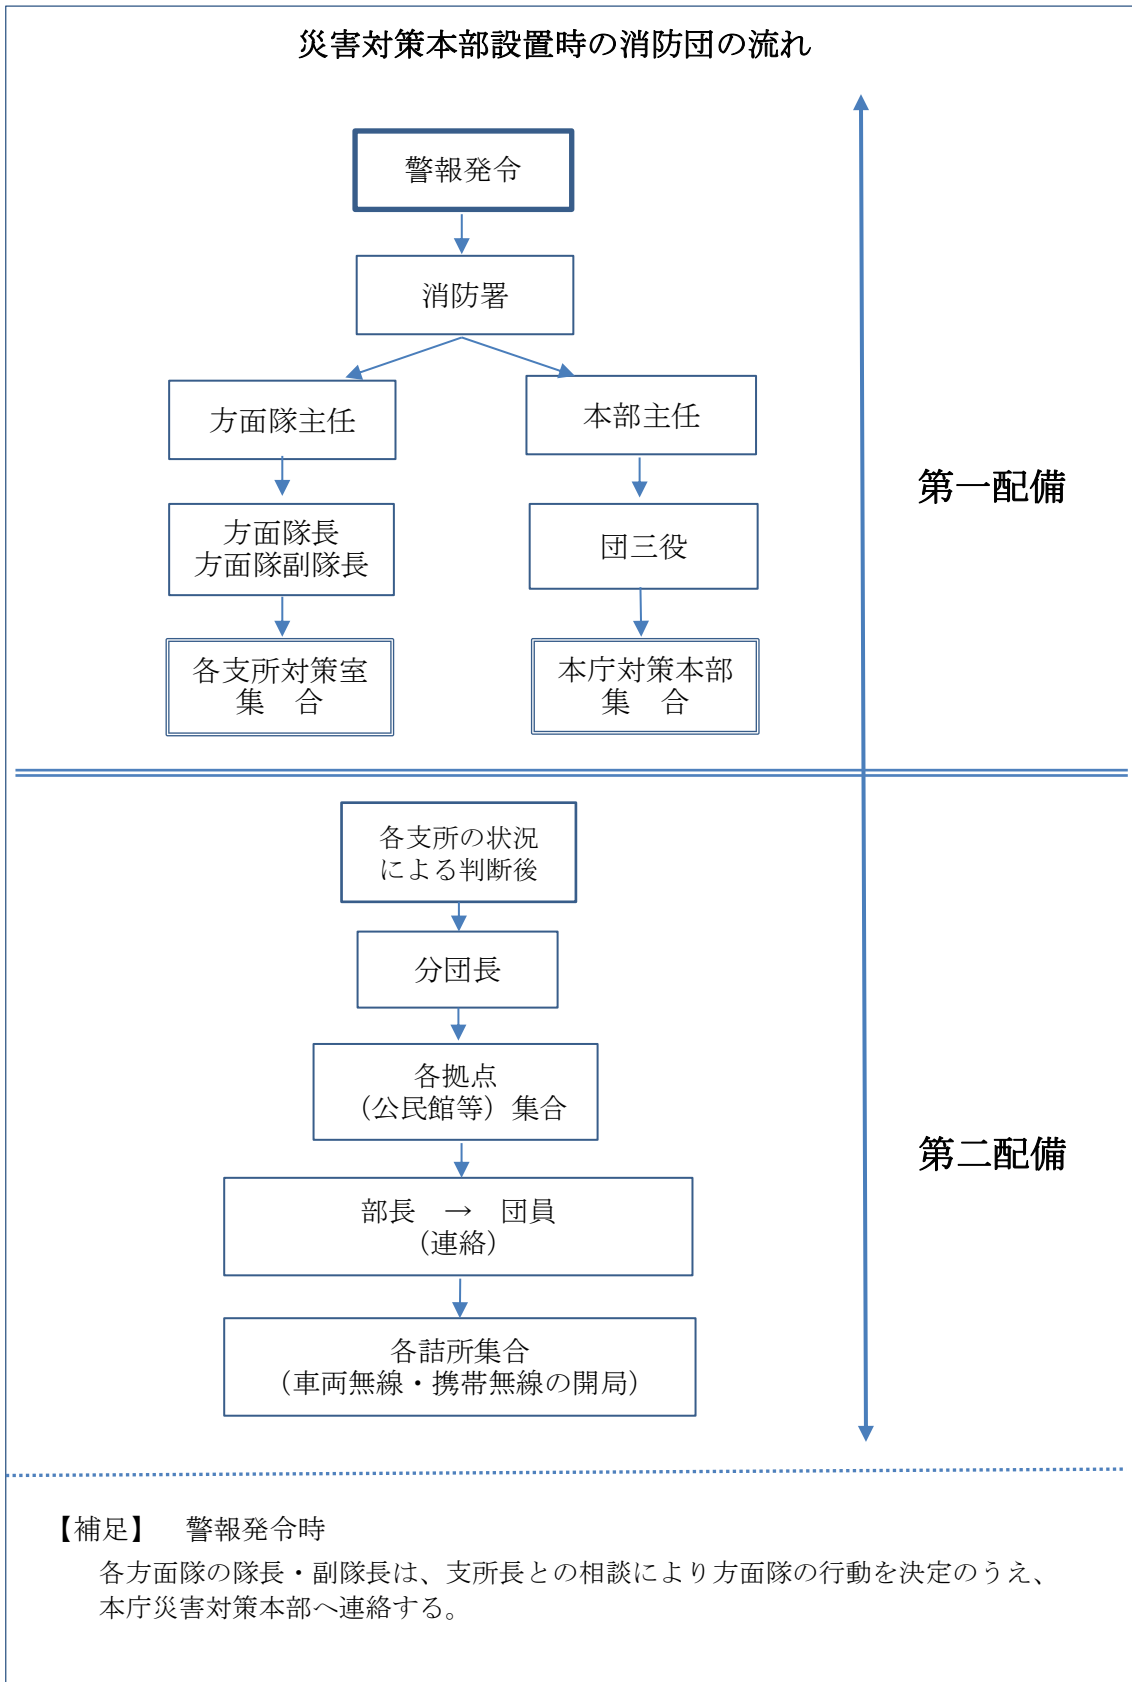 災害対策本部設置時の消防団の流れ
警報発令
消防署
方面隊主任
本部主任
方面隊長
方面隊副隊長
団三役
各支所対策室
集　合
本庁対策本部
集　合
第一配備
各支所の状況
による判断後
分団長
各拠点
（公民館等）集合
部長　→　団員
（連絡）
各詰所集合
（車両無線・携帯無線の開局）
第二配備
【補足】　警報発令時
各方面隊の隊長・副隊長は、支所長との相談により方面隊の行動を決定のうえ、
本庁災害対策本部へ連絡する。